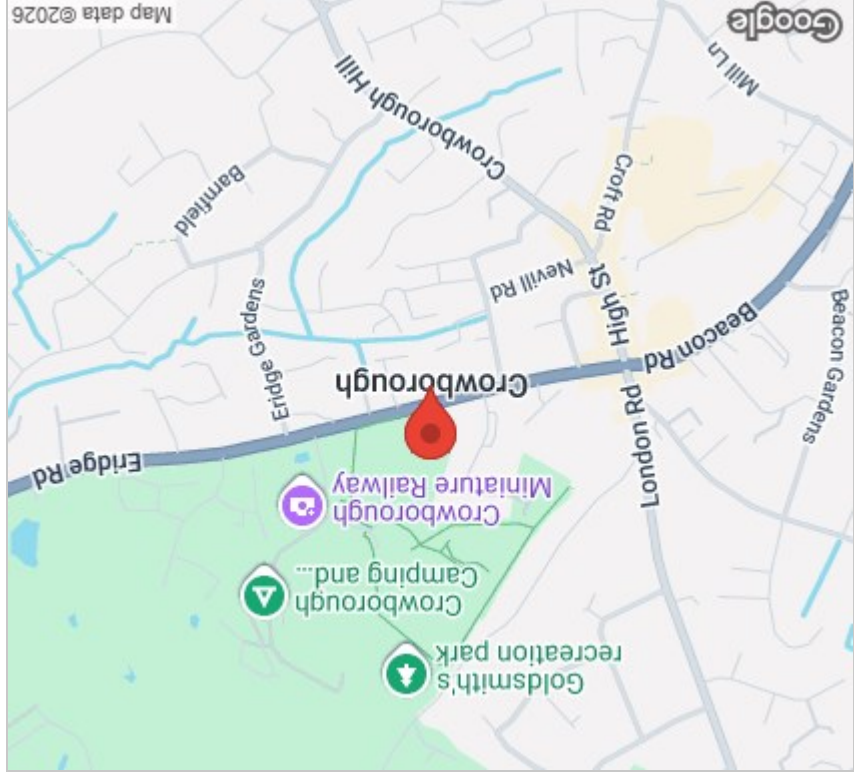 Goldsmith's
recreation park
Crowborough
Camping and...
Crowborough
Miniature Railway
London Rd
Eridge Rd
Crowborough
Beacon Gardens
Beacon Rd
High St
Nevill Rd
Eridge Gardens
Croft Rd
Barnfield
Crowborough Hill
Mill Ln
Google
Map data ©2026